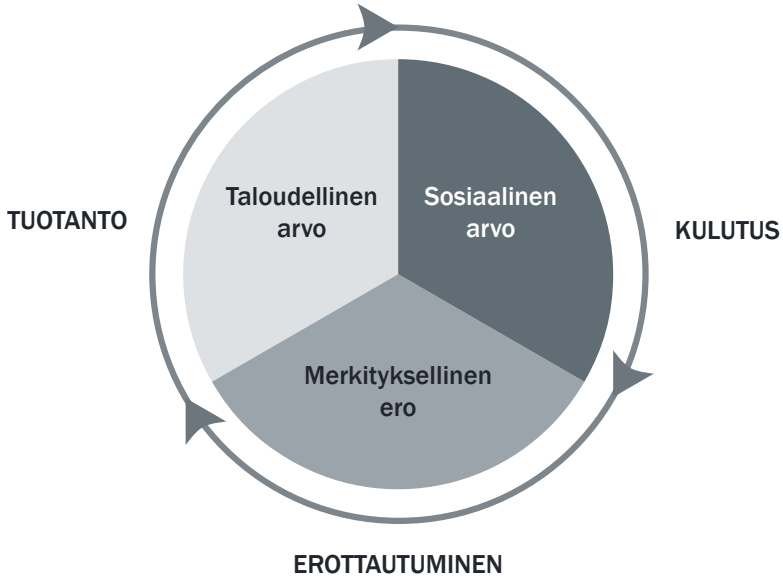 Taloudellinen
arvo
Sosiaalinen
arvo
TUOTANTO
KULUTUS
Merkityksellinen
ero
EROTTAUTUMINEN